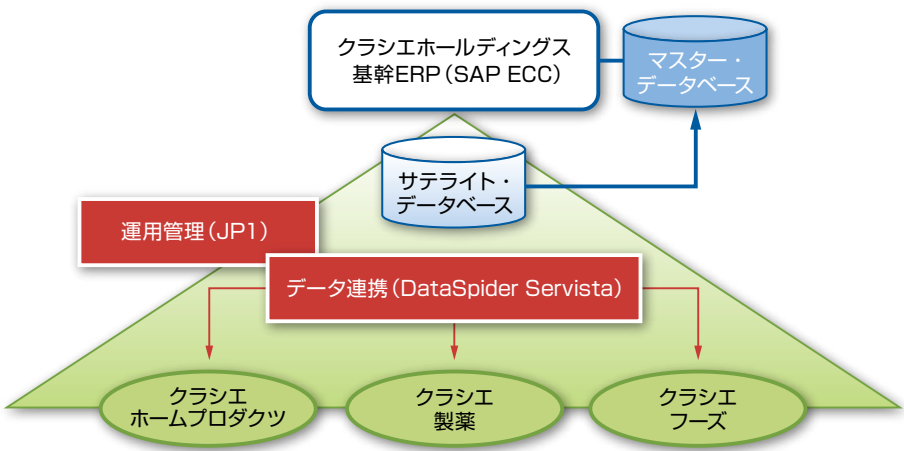 クラシエホールディングス
基幹ERP（SAP ECC）
マスター・
データベース
サテライト・
データベース
運用管理（JP1）
データ連携（DataSpider Servista）
クラシエ
ホームプロダクツ
クラシエ
製薬
クラシエ
フーズ